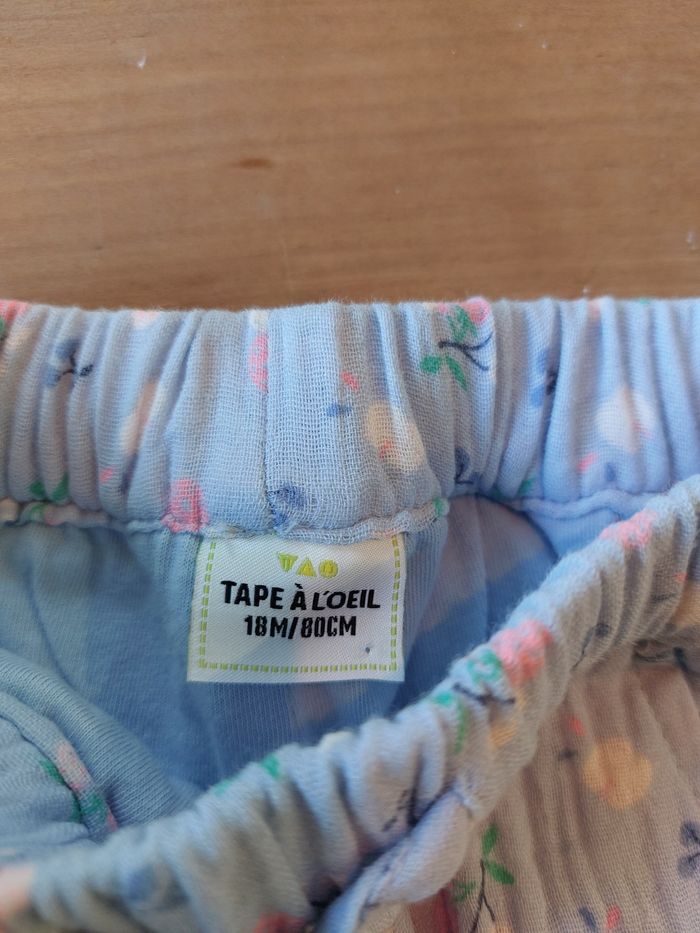 TAO
TAPE À L'OEIL
18M/80CM